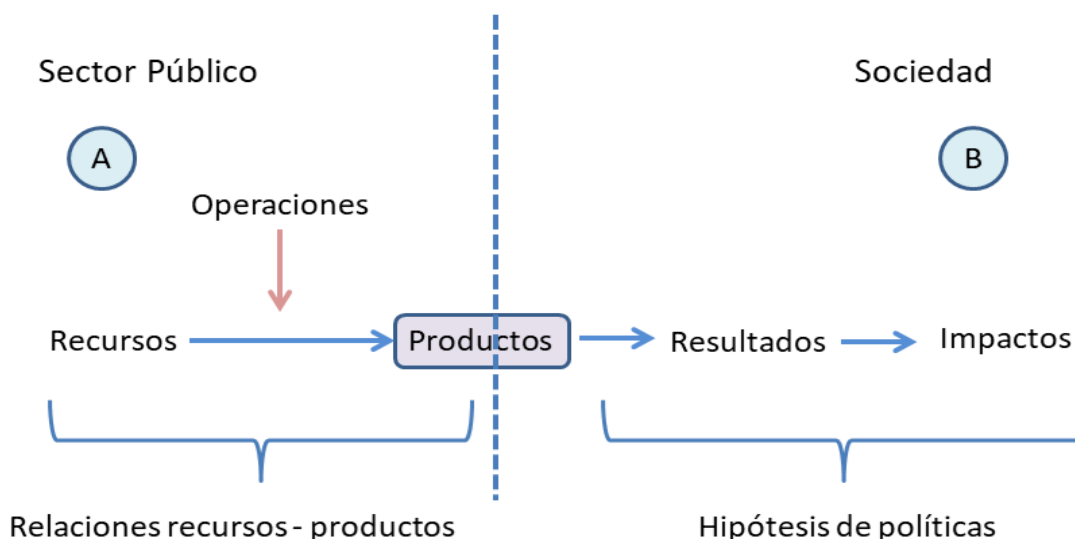 Sector Público
Sociedad
A
B
Operaciones
Recursos
Productos
Resultados
Impactos
Relaciones recursos - productos
Hipótesis de políticas